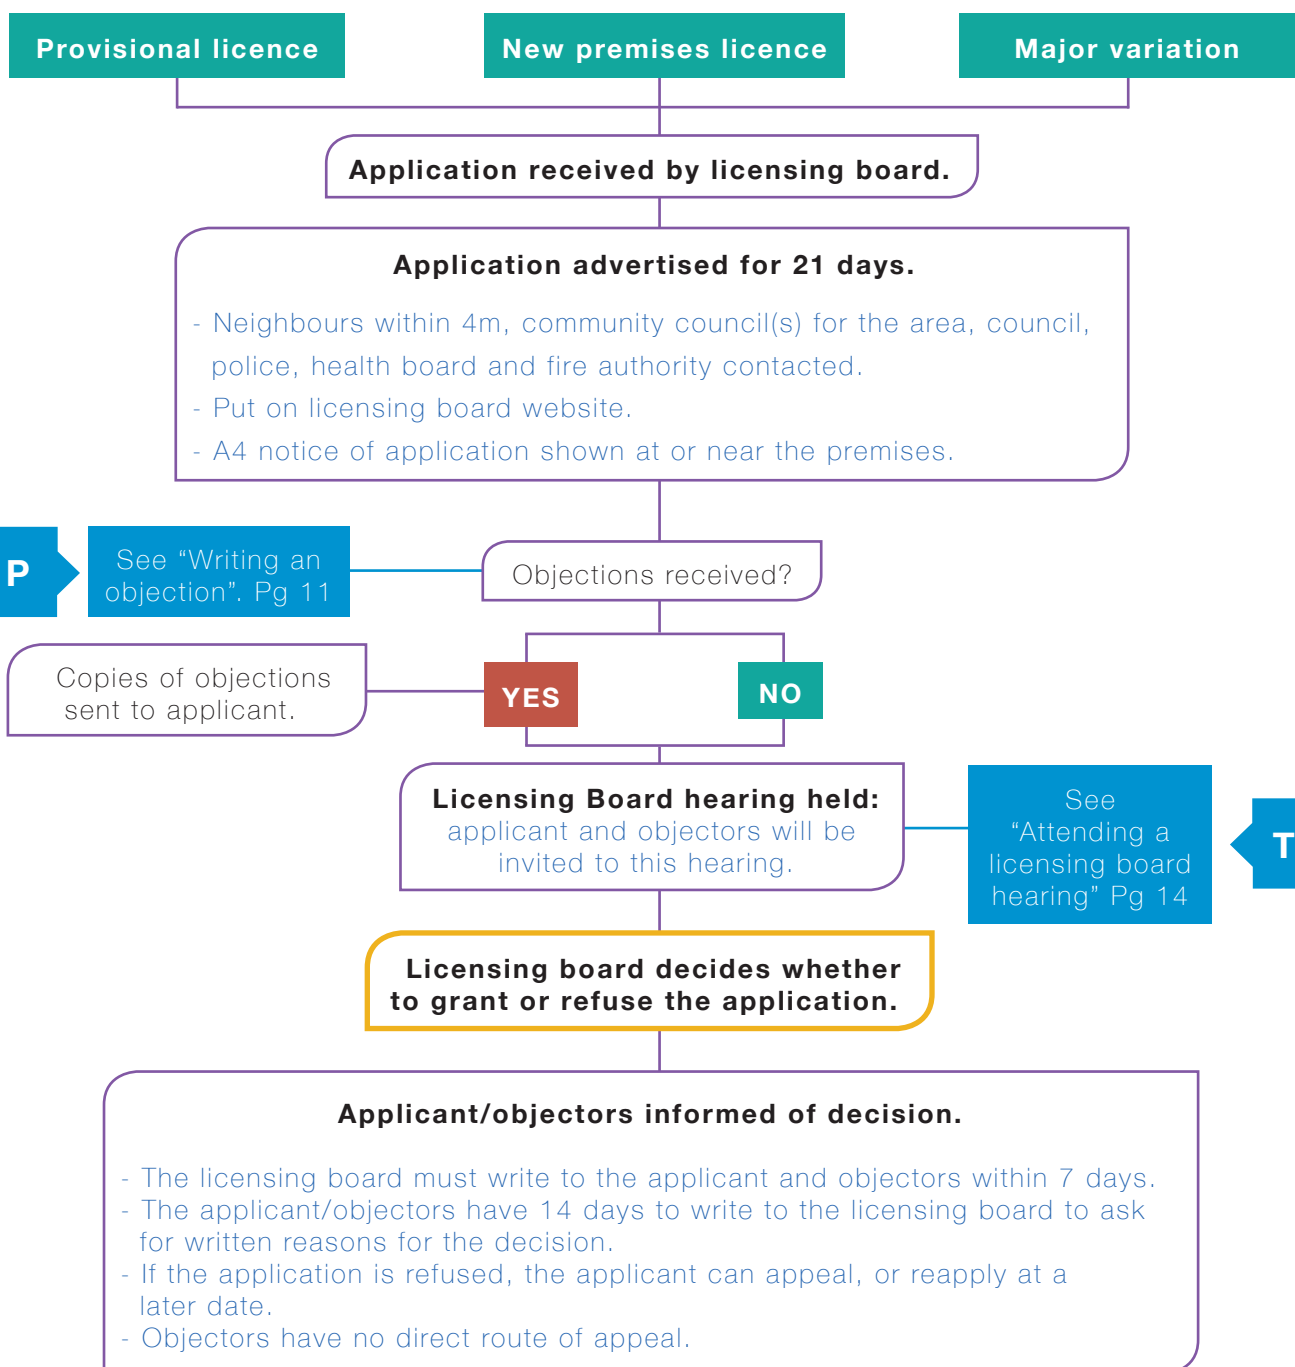 Provisional licence
New premises licence
Major variation
Application received by licensing board.
Application advertised for 21 days.
- Neighbours within 4m, community council(s) for the area, council,
police, health board and fire authority contacted.
- Put on licensing board website.
- A4 notice of application shown at or near the premises.
P
See “Writing an
objection”. Pg 11
Objections received?
Copies of objections
sent to applicant.
YES
NO
Licensing Board hearing held:
applicant and objectors will be
invited to this hearing.
See
“Attending a
licensing board
hearing” Pg 14
T
Licensing board decides whether
to grant or refuse the application.
Applicant/objectors informed of decision.
- The licensing board must write to the applicant and objectors within 7 days.
- The applicant/objectors have 14 days to write to the licensing board to ask
for written reasons for the decision.
- If the application is refused, the applicant can appeal, or reapply at a
later date.
- Objectors have no direct route of appeal.